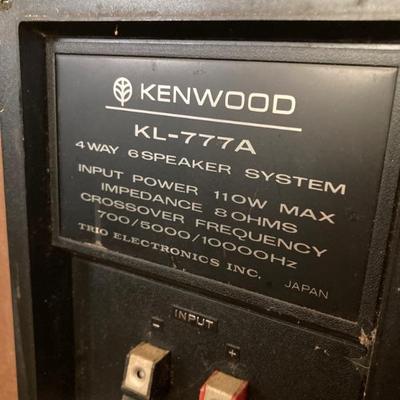 KENWOOD
KL-777A
4 WAY 6 SPEAKER SYSTEM
INPUT POWER 110W MAX
IMPEDANCE 8 OHMS
CROSSOVER FREQUENCY
700/5000/10000Hz
TRIO ELECTRONICS INC.
JAPAN
- INPUT +